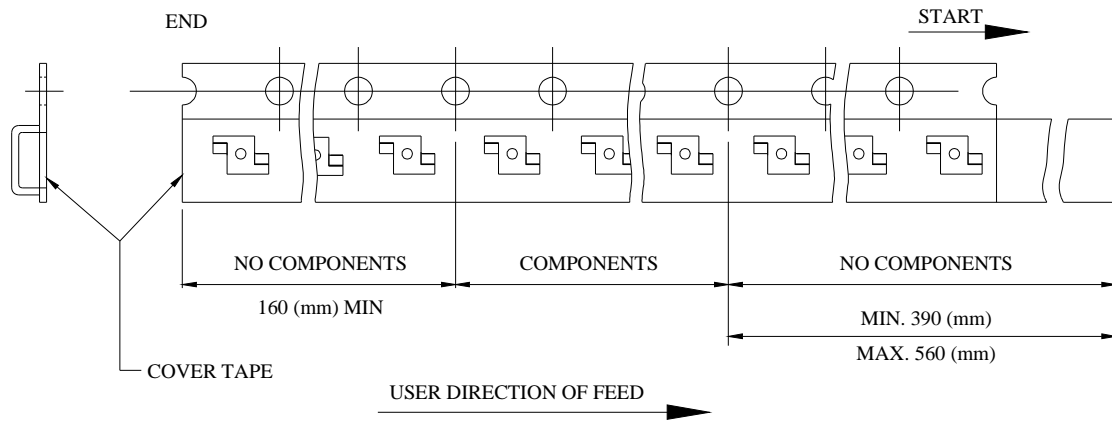 END
START
NO COMPONENTS
COMPONENTS
NO COMPONENTS
160 (mm) MIN
MIN. 390 (mm)
MAX. 560 (mm)
COVER TAPE
USER DIRECTION OF FEED